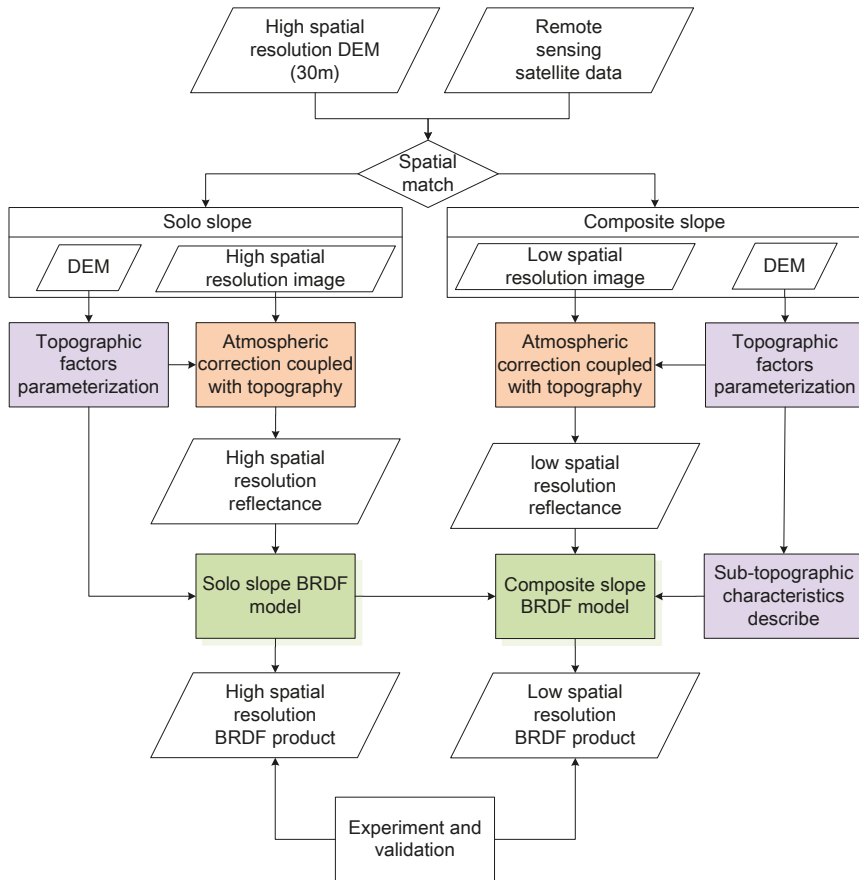 High spatial
resolution DEM
(30m)
Remote
sensing
satellite data
Spatial
match
Solo slope
Composite slope
DEM
High spatial
resolution image
Low spatial
resolution image
DEM
Topographic
factors
parameterization
Atmospheric
correction coupled
with topography
Atmospheric
correction coupled
with topography
Topographic
factors
parameterization
High spatial
resolution
reflectance
low spatial
resolution
reflectance
Solo slope BRDF
model
Composite slope
BRDF model
Sub-topographic
characteristics
describe
High spatial
resolution
BRDF product
Low spatial
resolution
BRDF product
Experiment and
validation